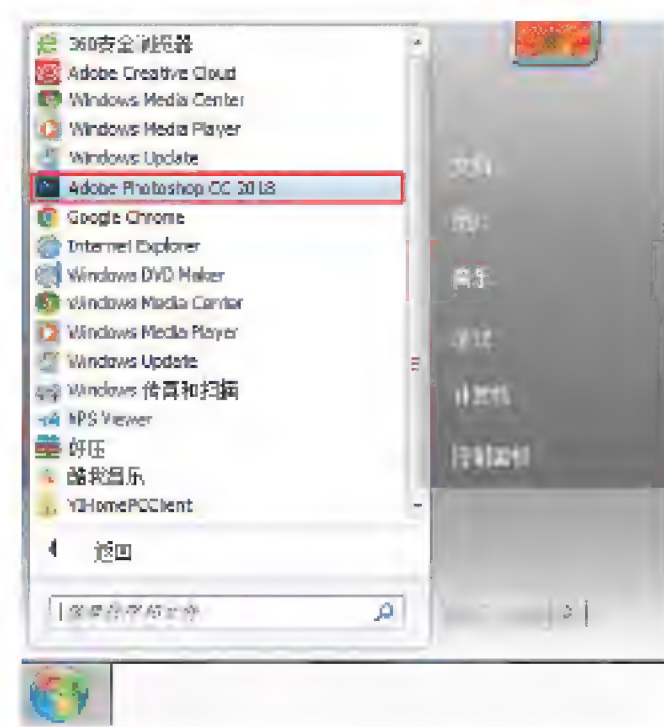 360安全浏览器
Adobe Creative Cloud
Windows Media Center
Windows Media Player
Windows Update
Adobe Photoshop CC 2018
Google Chrome
Internet Explorer
Windows DVD Maker
Windows Media Center
Windows Media Player
Windows Update
Windows 传真和扫描
XPS Viewer
好压
酷我音乐
YIHomePCClient
返回
音乐
计算机
控制面板